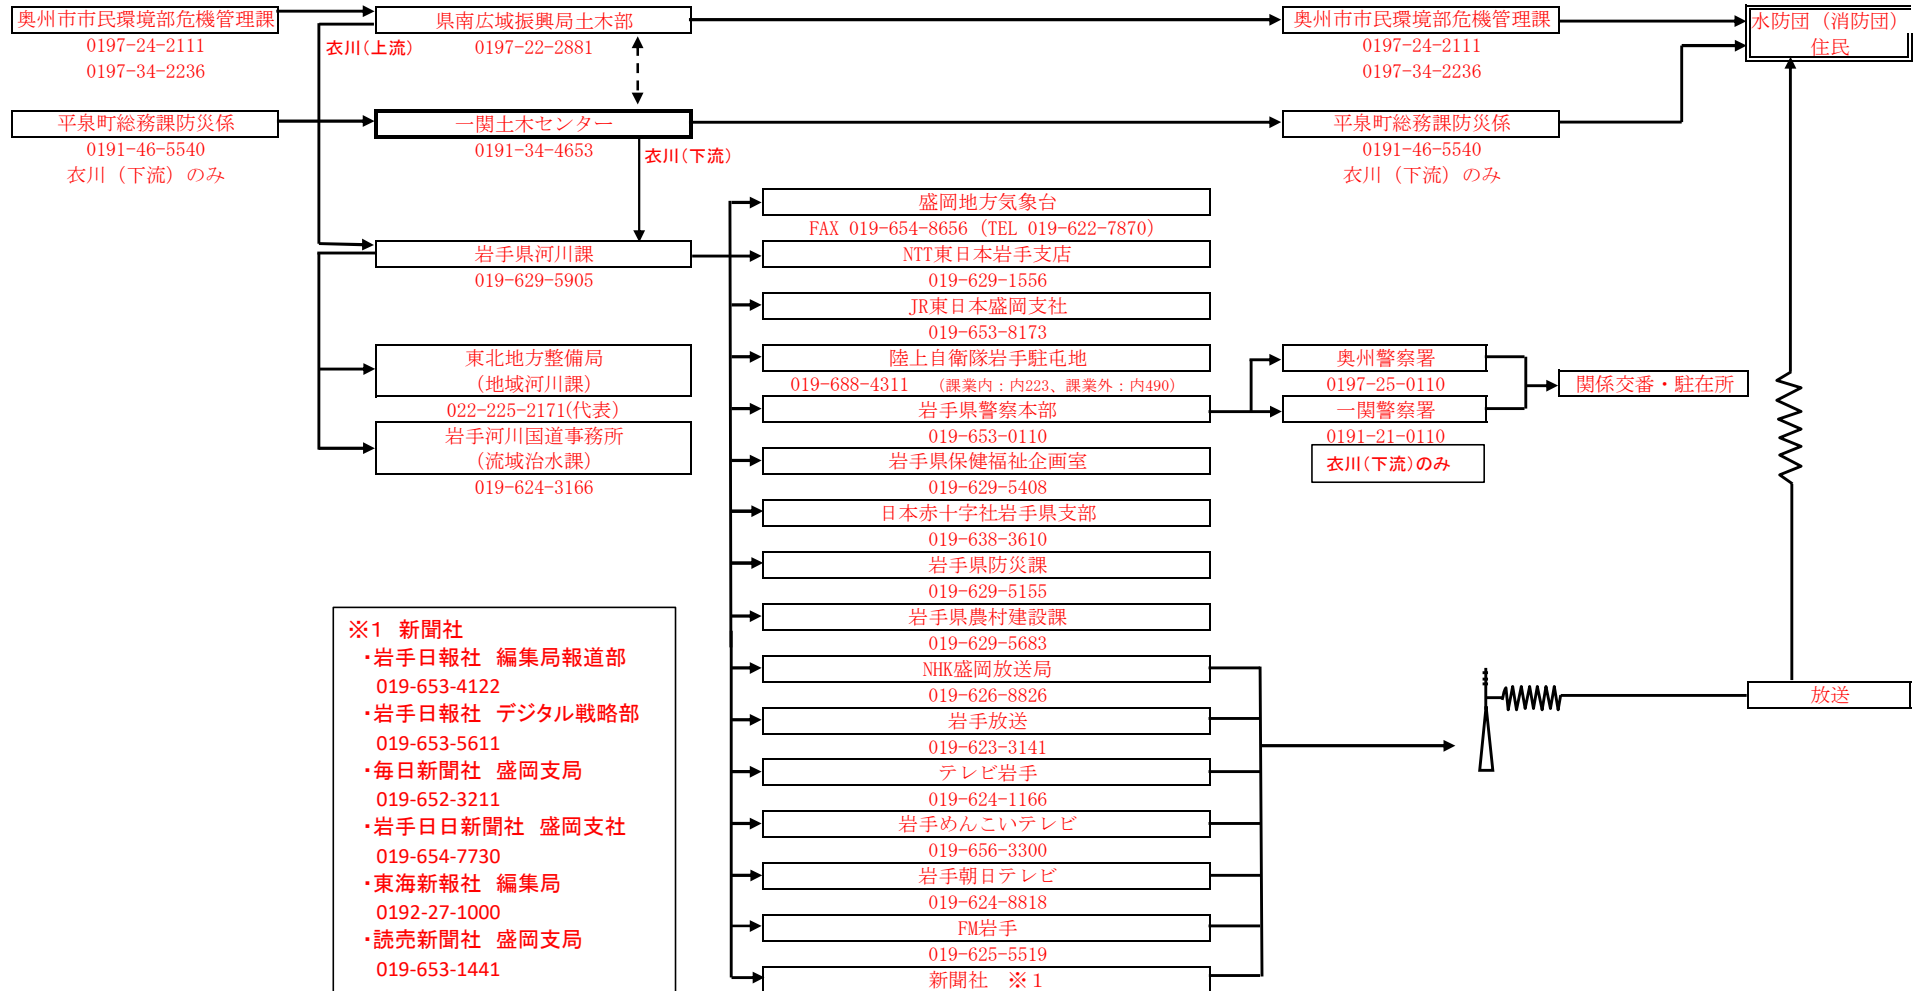 奥州市市民環境部危機管理課
0197-24-2111
0197-34-2236
平泉町総務課防災係
0191-46-5540
衣川（下流）のみ
県南広域振興局土木部
0197-22-2881
衣川（上流）
一関土木センター
0191-34-4653
衣川（下流）
岩手県河川課
019-629-5905
東北地方整備局
（地域河川課）
022-225-2171(代表)
岩手河川国道事務所
（流域治水課）
019-624-3166
奥州市市民環境部危機管理課
0197-24-2111
0197-34-2236
平泉町総務課防災係
0191-46-5540
衣川（下流）のみ
水防団（消防団）
住民
盛岡地方気象台
FAX 019-654-8656（TEL 019-622-7870）
NTT東日本岩手支店
019-629-1556
JR東日本盛岡支社
019-653-8173
陸上自衛隊岩手駐屯地
019-688-4311　（課業内：内223、課業外：内490）
岩手県警察本部
019-653-0110
岩手県保健福祉企画室
019-629-5408
日本赤十字社岩手県支部
019-638-3610
岩手県防災課
019-629-5155
岩手県農村建設課
019-629-5683
NHK盛岡放送局
019-626-8826
岩手放送
019-623-3141
テレビ岩手
019-624-1166
岩手めんこいテレビ
019-656-3300
岩手朝日テレビ
019-624-8818
FM岩手
019-625-5519
新聞社　※１
奥州警察署
0197-25-0110
一関警察署
0191-21-0110
衣川（下流）のみ
関係交番・駐在所
放送
※1　新聞社
・岩手日報社　編集局報道部
019-653-4122
・岩手日報社　デジタル戦略部
019-653-5611
・毎日新聞社　盛岡支局
019-652-3211
・岩手日日新聞社　盛岡支社
019-654-7730
・東海新報社　編集局
0192-27-1000
・読売新聞社　盛岡支局
019-653-1441